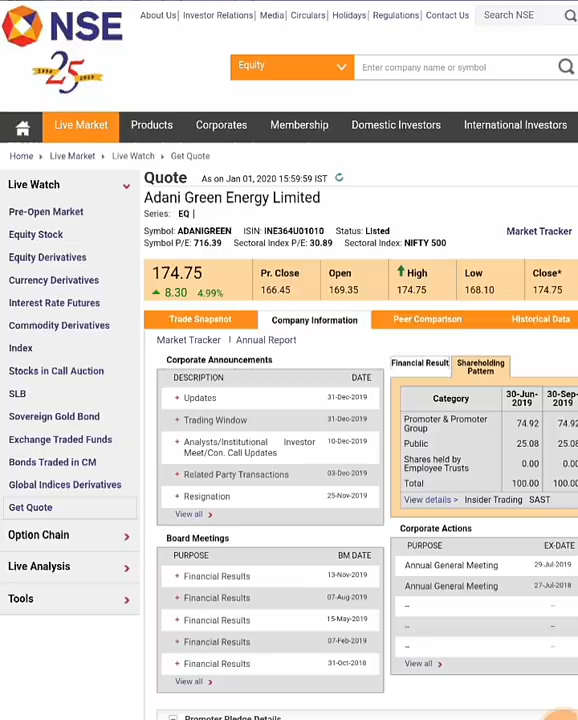 About Us| Investor Relations| Media| Circulars| Holidays| Regulations| Contact Us
Search NSE
NSE
25
Equity
Enter company name or symbol
Live Market Products Corporates Membership Domestic Investors International Investors
Home Live Market Live Watch Get Quote
Live Watch
Pre-Open Market
Equity Stock
Equity Derivatives
Currency Derivatives
Interest Rate Futures
Commodity Derivatives
Index
Stocks in Call Auction
SLB
Sovereign Gold Bond
Exchange Traded Funds
Bonds Traded in CM
Global Indices Derivatives
Get Quote
Option Chain
Live Analysis
Tools
Quote As on Jan 01, 2020 15:59:59 IST
Adani Green Energy Limited
Series: EQ |
Symbol: ADANIGREEN ISIN: INE364U01010 Status: Listed
Symbol P/E: 716.39 Sectoral Index P/E: 30.89 Sectoral Index: NIFTY 500
Market Tracker
174.75 Pr. Close Open High Low Close*
8.30 4.99% 166.45 169.35 174.75 168.10 174.75
Trade Snapshot Company Information Peer Comparison Historical Data
Market Tracker | Annual Report
Corporate Announcements
DESCRIPTION DATE
+ Updates 31-Dec-2019
+ Trading Window 31-Dec-2019
+ Analysts/Institutional Investor 10-Dec-2019
Meet/Con. Call Updates
+ Related Party Transactions 03-Dec-2019
+ Resignation 25-Nov-2019
View all
Board Meetings
PURPOSE BM DATE
+ Financial Results 13-Nov-2019
+ Financial Results 07-Aug-2019
+ Financial Results 15-May-2019
+ Financial Results 07-Feb-2019
+ Financial Results 31-Oct-2018
View all
Financial Result Shareholding
Pattern
Category 30-Jun-2019 30-Sep-2019
Promoter & Promoter Group 74.92 74.92
Public 25.08 25.08
Shares held by Employee Trusts 0.00 0.00
Total 100.00 100.00
View details > Insider Trading SAST
Corporate Actions
PURPOSE EX-DATE
Annual General Meeting 29-Jul-2019
Annual General Meeting 27-Jul-2018
-- --
-- --
-- --
View all
Promoter Pledge Details